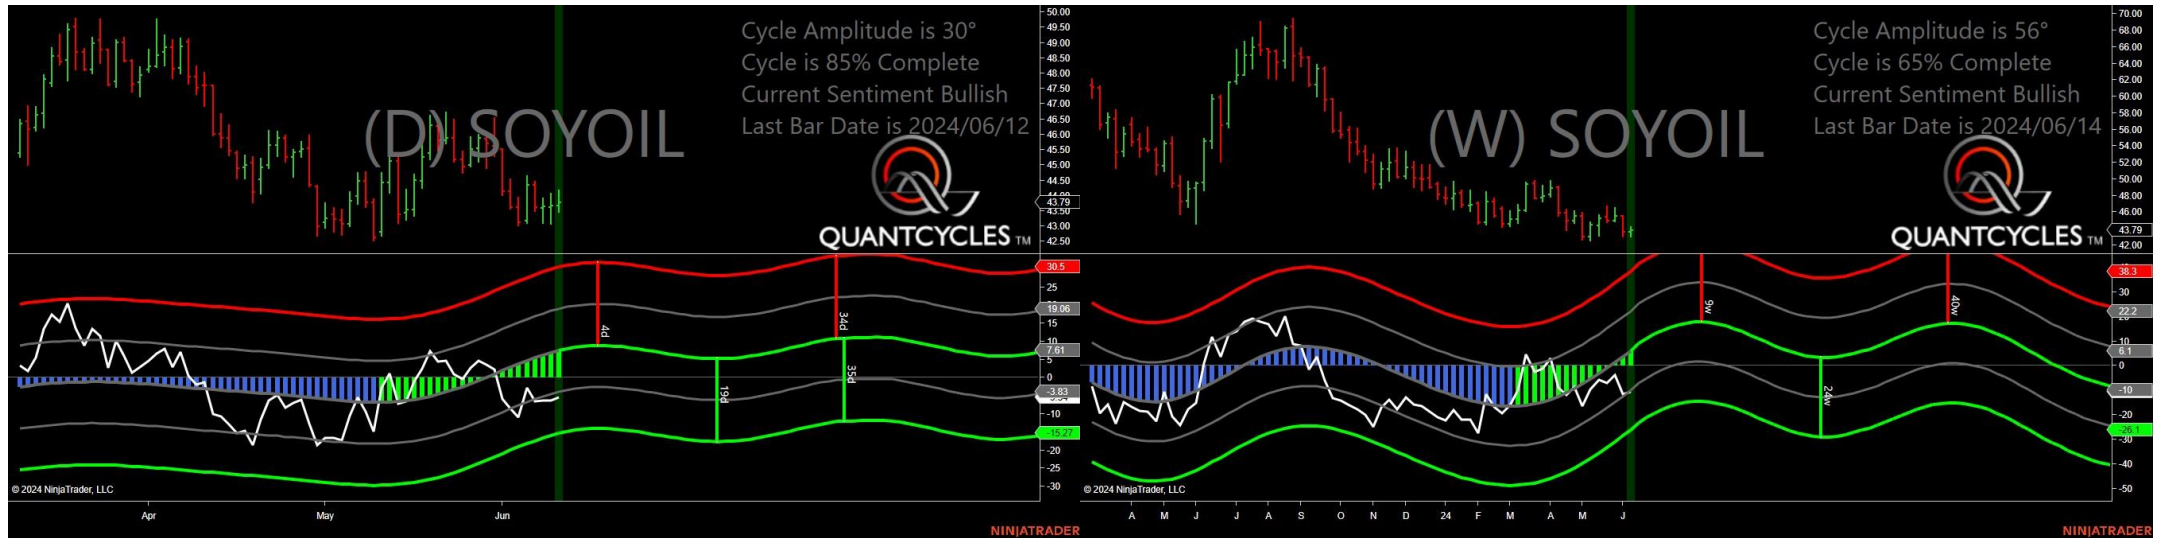 Cycle Amplitude is 30°
Cycle is 85% Complete
Current Sentiment Bullish
Last Bar Date is 2024/06/12
(D) SOYOIL
QUANTCYCLES TM
50.00
49.50
49.00
48.50
48.00
47.50
47.00
46.50
46.00
45.50
45.00
44.50
43.79
43.50
43.00
42.50
30.5
25
19.06
15
10
7.61
5
0
-3.83
-10
-15.27
-20
-25
-30
4d
19d
34d
35d
© 2024 NinjaTrader, LLC
Apr
May
Jun
NINJATRADER
Cycle Amplitude is 56°
Cycle is 65% Complete
Current Sentiment Bullish
Last Bar Date is 2024/06/14
(W) SOYOIL
QUANTCYCLES TM
70.00
68.00
66.00
64.00
62.00
60.00
58.00
56.00
54.00
52.00
50.00
48.00
46.00
43.79
42.00
38.3
30
22.2
10
6.1
0
-10
-20
-26.1
-30
-40
-50
9w
24w
40w
© 2024 NinjaTrader, LLC
A M J J A S O N D 24 F M A M J
NINJATRADER